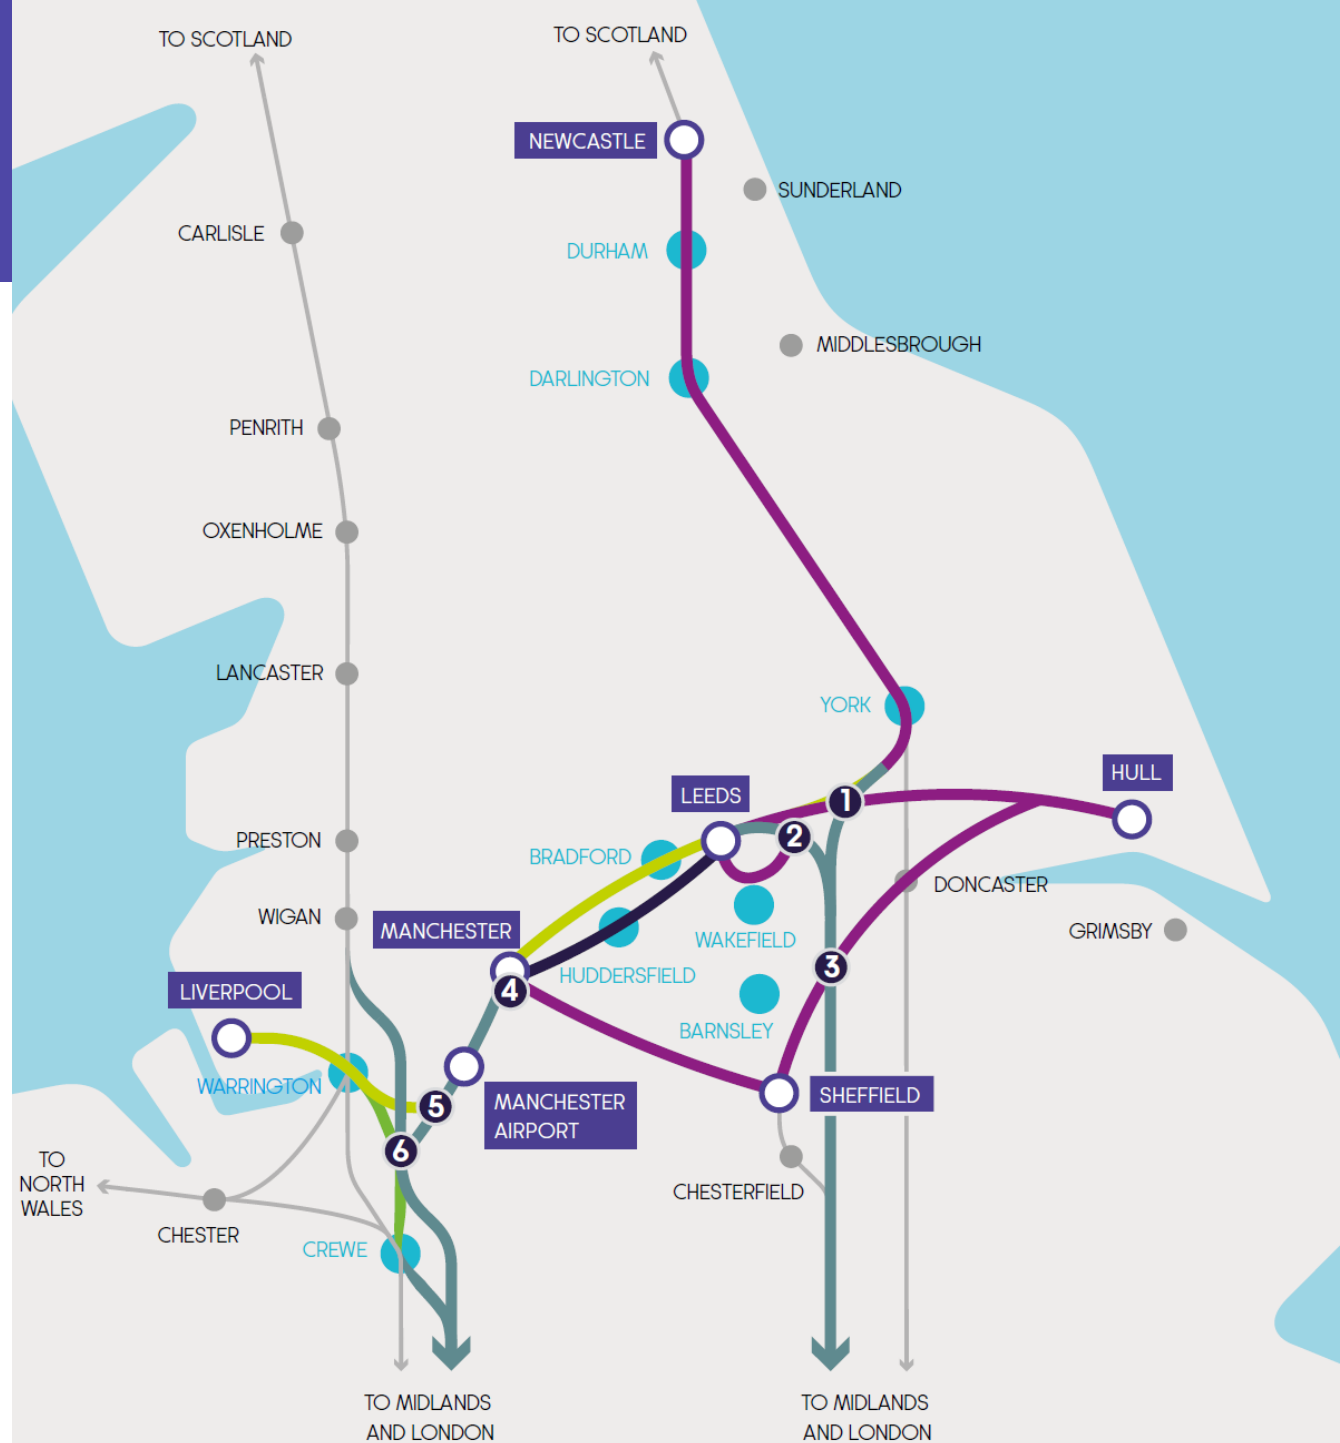 TO SCOTLAND
TO SCOTLAND
NEWCASTLE
SUNDERLAND
CARLISLE
DURHAM
MIDDLESBROUGH
DARLINGTON
PENRITH
OXENHOLME
LANCASTER
YORK
HULL
LEEDS
1
2
PRESTON
BRADFORD
DONCASTER
WIGAN
MANCHESTER
WAKEFIELD
GRIMSBY
HUDDERSFIELD
3
LIVERPOOL
4
BARNSLEY
WARRINGTON
5
MANCHESTER
AIRPORT
SHEFFIELD
6
TO
NORTH
WALES
CHESTERFIELD
CHESTER
CREWE
TO MIDLANDS
AND LONDON
TO MIDLANDS
AND LONDON